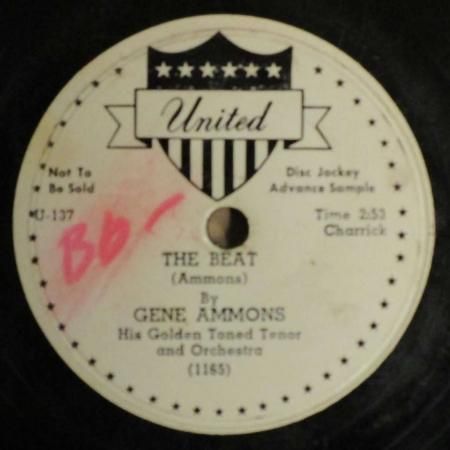 United
Not To
Be Sold
Disc Jockey
Advance Sample
U-137
Time 2:53
Charrick
Bb-
THE BEAT
(Ammons)
By
GENE AMMONS
His Golden Toned Tenor
and Orchestra
(1165)